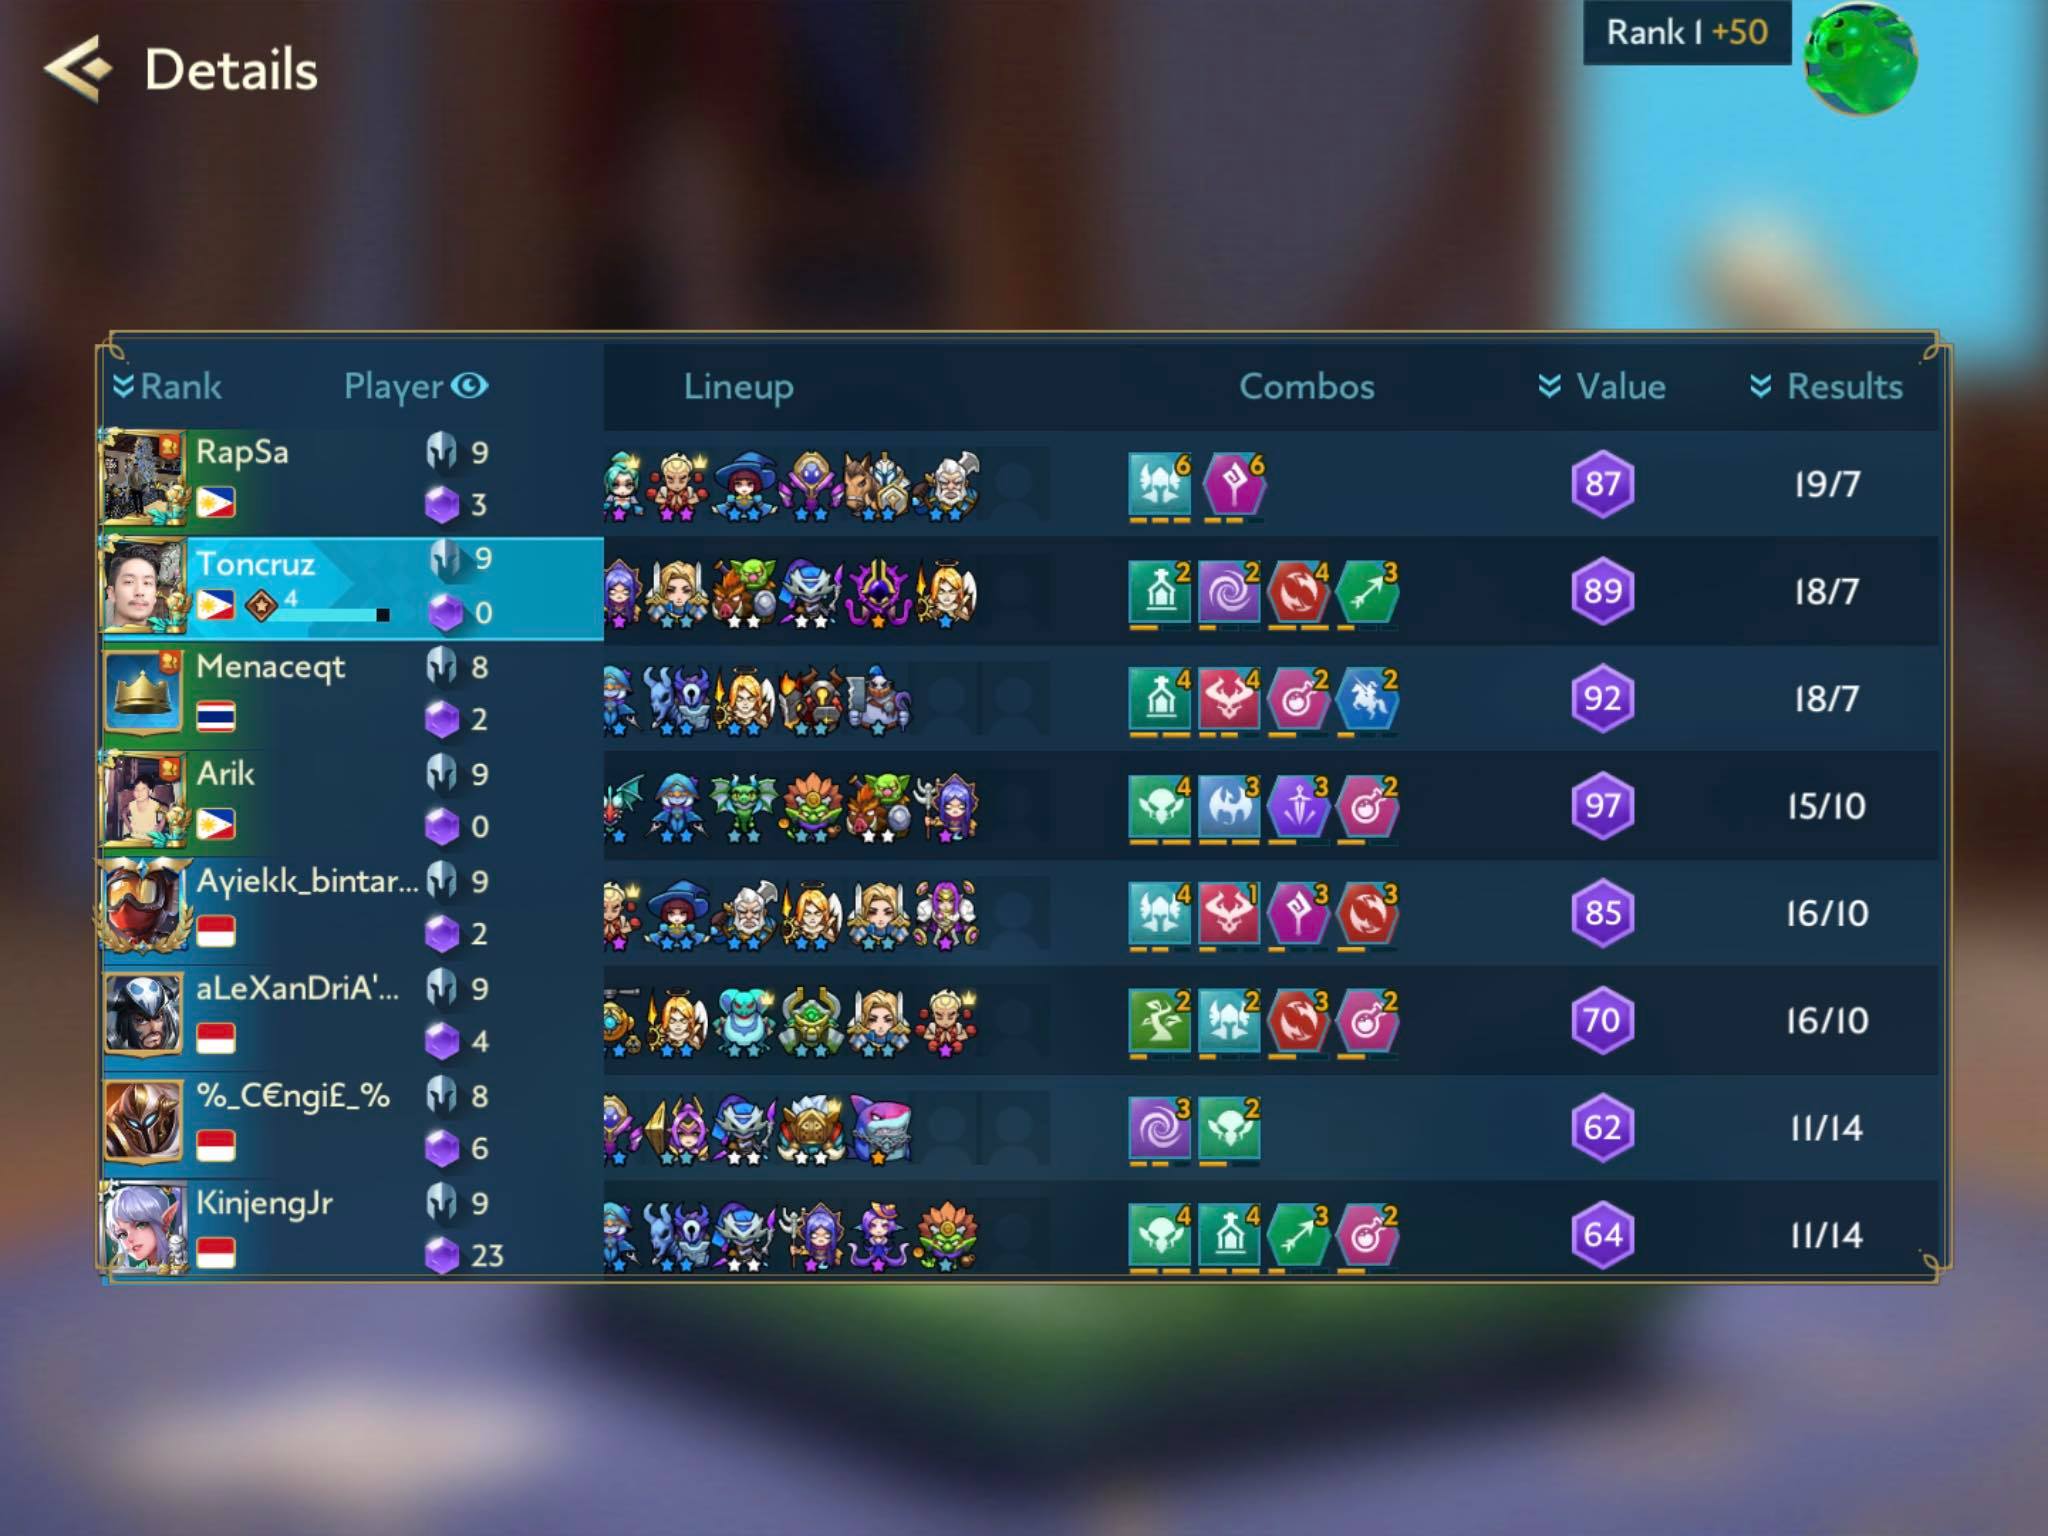 Details
Rank I +50
Rank Player Lineup Combos Value Results
RapSa 9 3 6 6 87 19/7
Toncruz 4 9 0 2 2 4 3 89 18/7
Menaceqt 8 2 4 4 2 2 92 18/7
Arik 9 0 4 3 3 2 97 15/10
Ayiekk_bintar... 9 2 4 1 3 3 85 16/10
aLeXanDriA'... 9 4 2 2 3 2 70 16/10
%_C€ngi£_% 8 6 3 2 62 11/14
KinjengJr 9 23 4 4 3 2 64 11/14